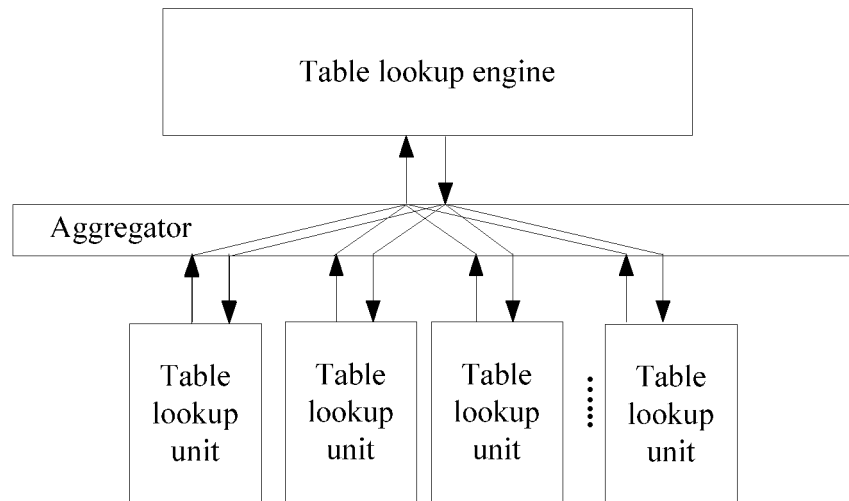 Table lookup engine
Aggregator
Table
lookup
unit
Table
lookup
unit
Table
lookup
unit
Table
lookup
unit